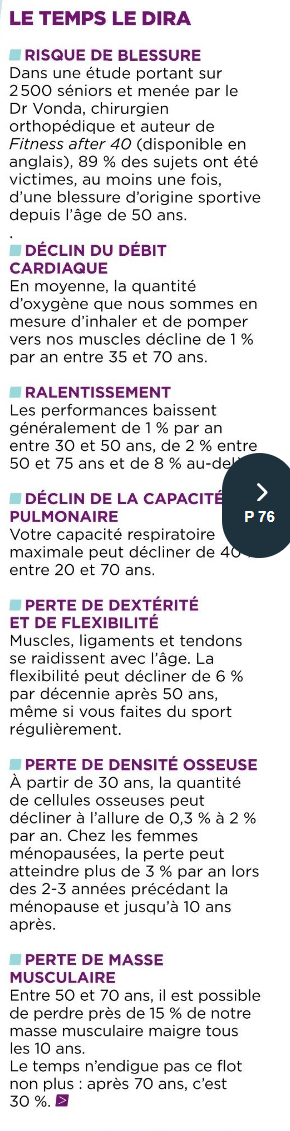 LE TEMPS LE DIRA
RISQUE DE BLESSURE
Dans une étude portant sur
2 500 séniors et menée par le
Dr Vonda, chirurgien
orthopédique et auteur de
Fitness after 40 (disponible en
anglais), 89 % des sujets ont été
victimes, au moins une fois,
d’une blessure d’origine sportive
depuis l’âge de 50 ans.
.
DÉCLIN DU DÉBIT
CARDIAQUE
En moyenne, la quantité
d’oxygène que nous sommes en
mesure d’inhaler et de pomper
vers nos muscles décline de 1 %
par an entre 35 et 70 ans.
RALENTISSEMENT
Les performances baissent
généralement de 1 % par an
entre 30 et 50 ans, de 2 % entre
50 et 75 ans et de 8 %
DÉCLIN DE LA CAPACITÉ
PULMONAIRE
P 76
Votre capacité respiratoire
maximale peut décliner de 40
entre 20 et 70 ans.
PERTE DE DEXTÉRITÉ
ET DE FLEXIBILITÉ
Muscles, ligaments et tendons
se raidissent avec l’âge. La
flexibilité peut décliner de 6 %
par décennie après 50 ans,
même si vous faites du sport
régulièrement.
PERTE DE DENSITÉ OSSEUSE
À partir de 30 ans, la quantité
de cellules osseuses peut
décliner à l’allure de 0,3 % à 2 %
par an. Chez les femmes
ménopausées, la perte peut
atteindre plus de 3 % par an lors
des 2-3 années précédant la
ménopause et jusqu’à 10 ans
après.
PERTE DE MASSE
MUSCULAIRE
Entre 50 et 70 ans, il est possible
de perdre près de 15 % de notre
masse musculaire maigre tous
les 10 ans.
Le temps n’endigue pas ce flot
non plus : après 70 ans, c’est
30 %.